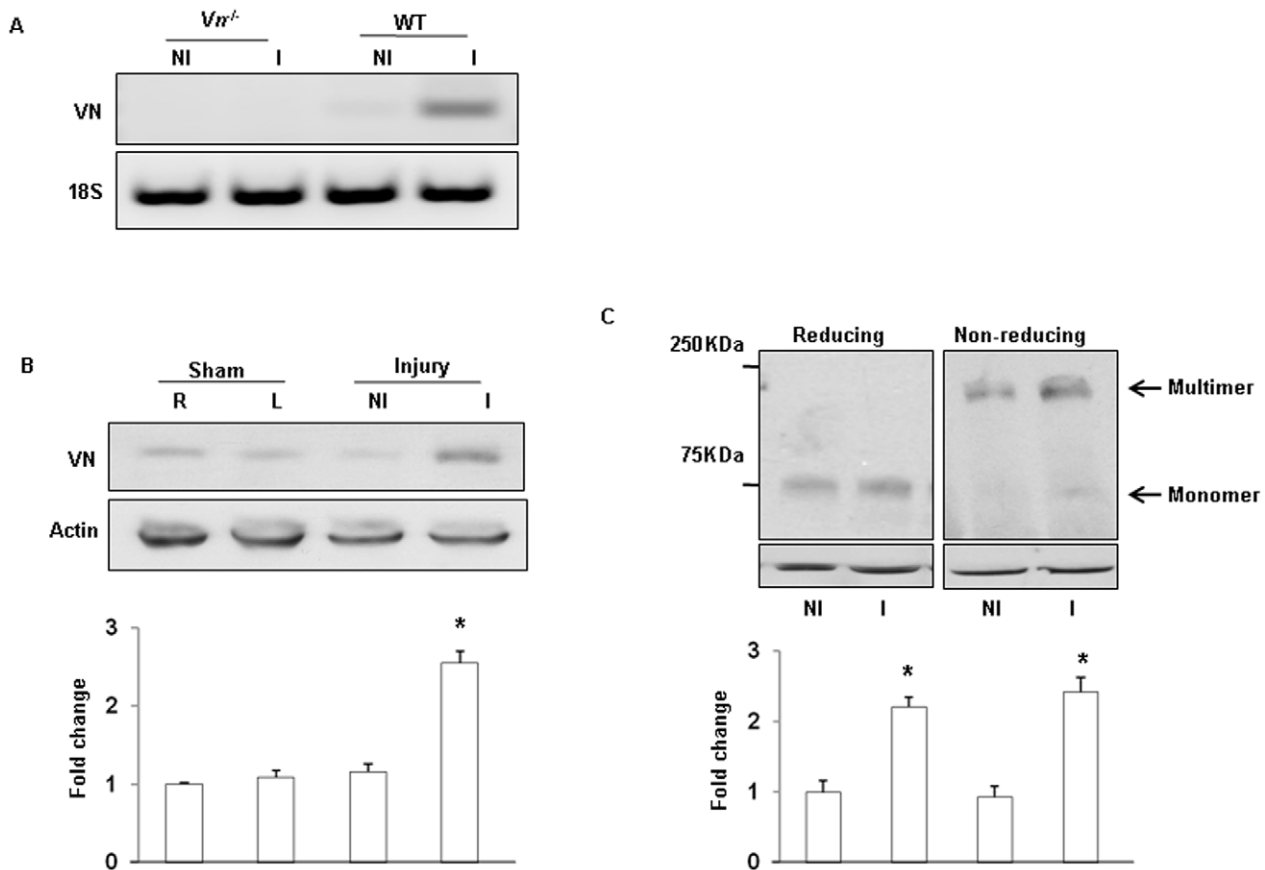 A
Vn-/-
WT
NI I NI I
VN
18S
B
Sham Injury
R L NI I
VN
Actin
3
*
2
1
0
Fold change
C
Reducing Non-reducing
250KDa
Multimer
75KDa
Monomer
NI I NI I
3
* *
2
1
0
Fold change